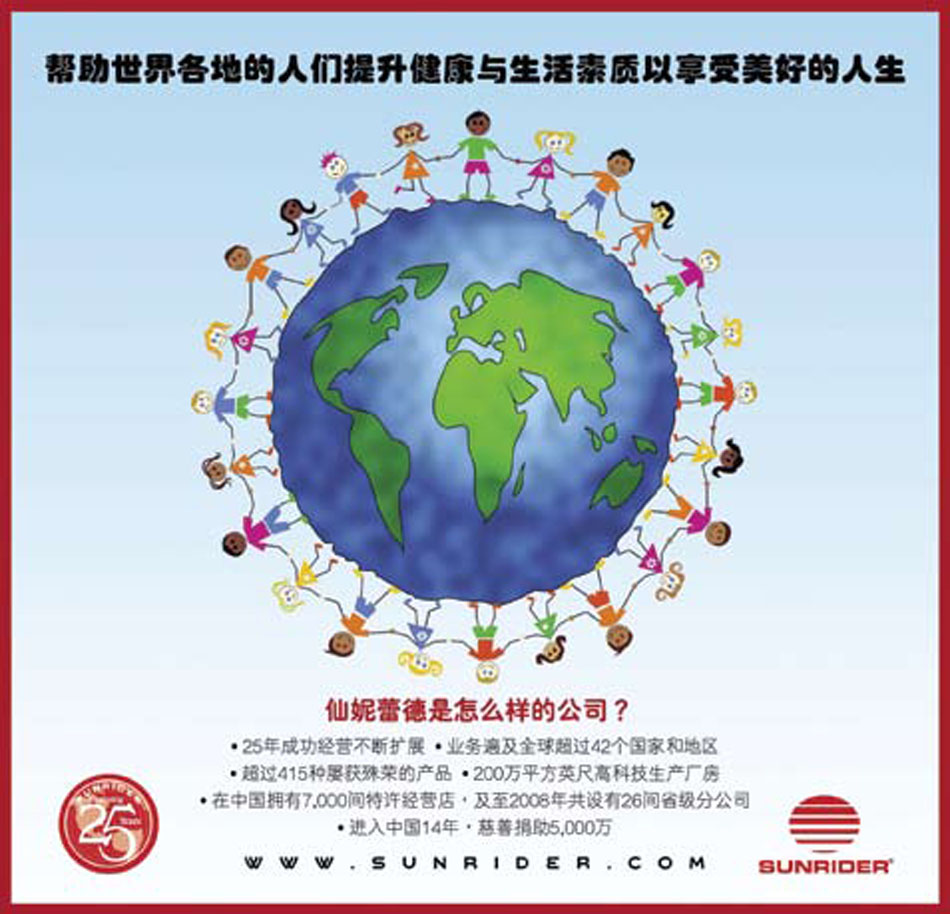 帮助世界各地的人们提升健康与生活素质以享受美好的人生
仙妮蕾德是怎么样的公司？
•25年成功经营不断扩展 •业务遍及全球超过42个国家和地区
•超过415种屡获殊荣的产品 •200万平方英尺高科技生产厂房
•在中国拥有7,000间特许经营店，及至2008年共设有26间省级分公司
•进入中国14年，慈善捐助5,000万
WWW.SUNRIDER.COM
SUNRIDER
25
Years
SUNRIDER®